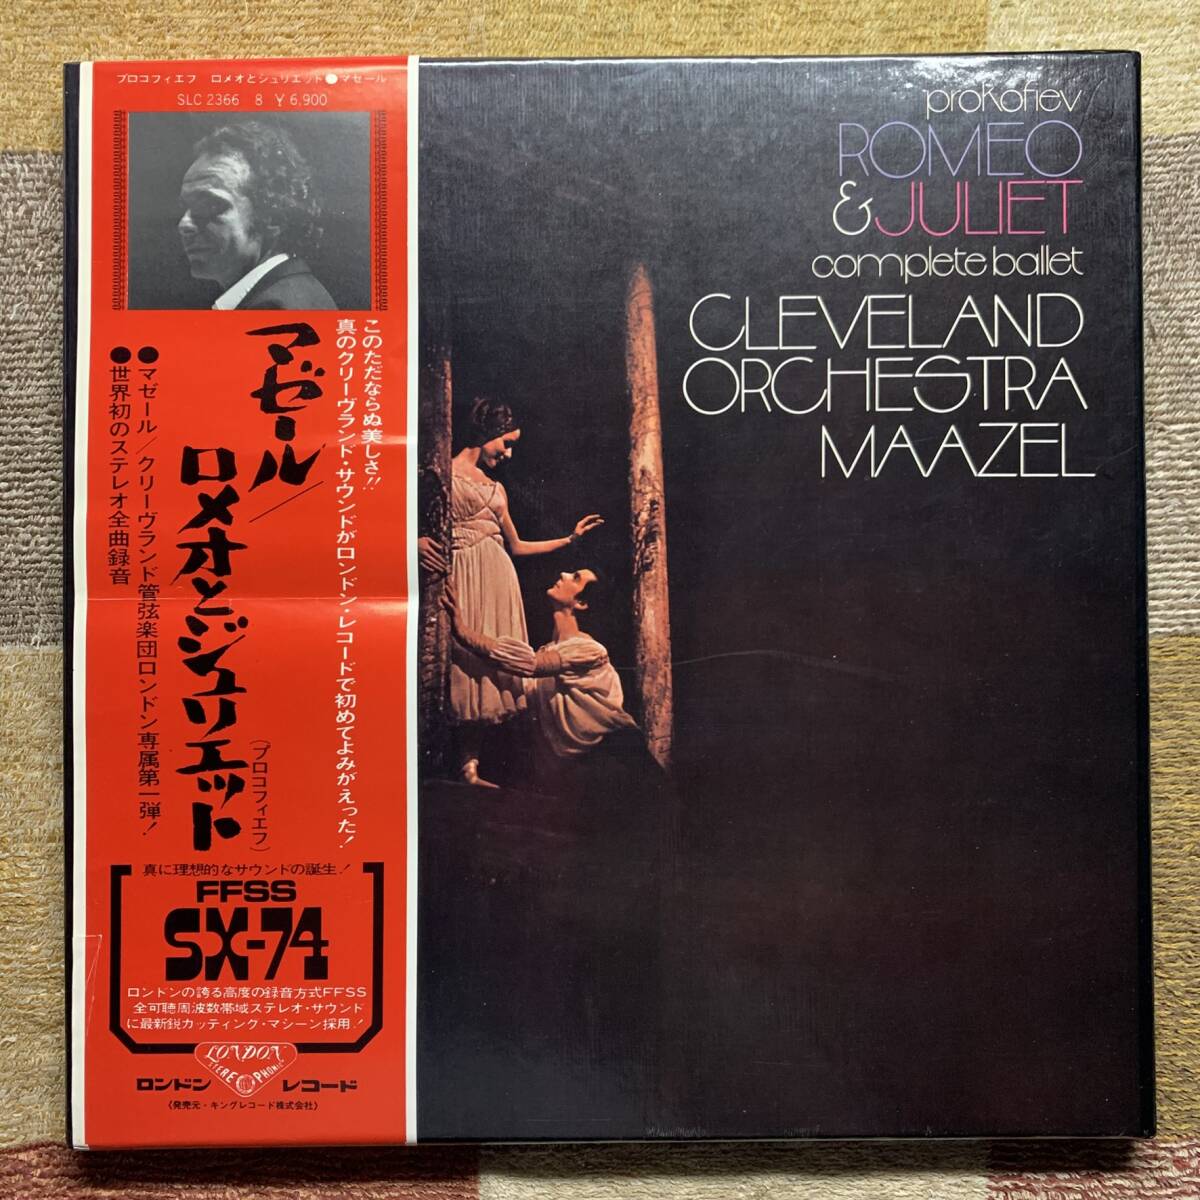 プロコフィエフ ロメオとジュリエット●マゼール
SLC 2366 8 ¥6,900
このただならぬ美しさ!!
真のクリーヴランド・サウンドがロンドン・レコードで初めてよみがえった!
マゼール/
ロメオとジュリエット
(プロコフィエフ)
●マゼール/クリーヴランド管弦楽団ロンドン専属第一弾!
●世界初のステレオ全曲録音
真に理想的なサウンドの誕生!
FFSS
SX-74
ロンドンの誇る高度の録音方式FFSS
全可聴周波数帯域ステレオ・サウンド
に最新鋭カッティング・マシーン採用!
LONDON
STEREOPHONIC
ロンドン レコード
〈発売元・キングレコード株式会社〉
prokofiev
ROMEO
&JULIET
complete ballet
CLEVELAND
ORCHESTRA
MAAZEL